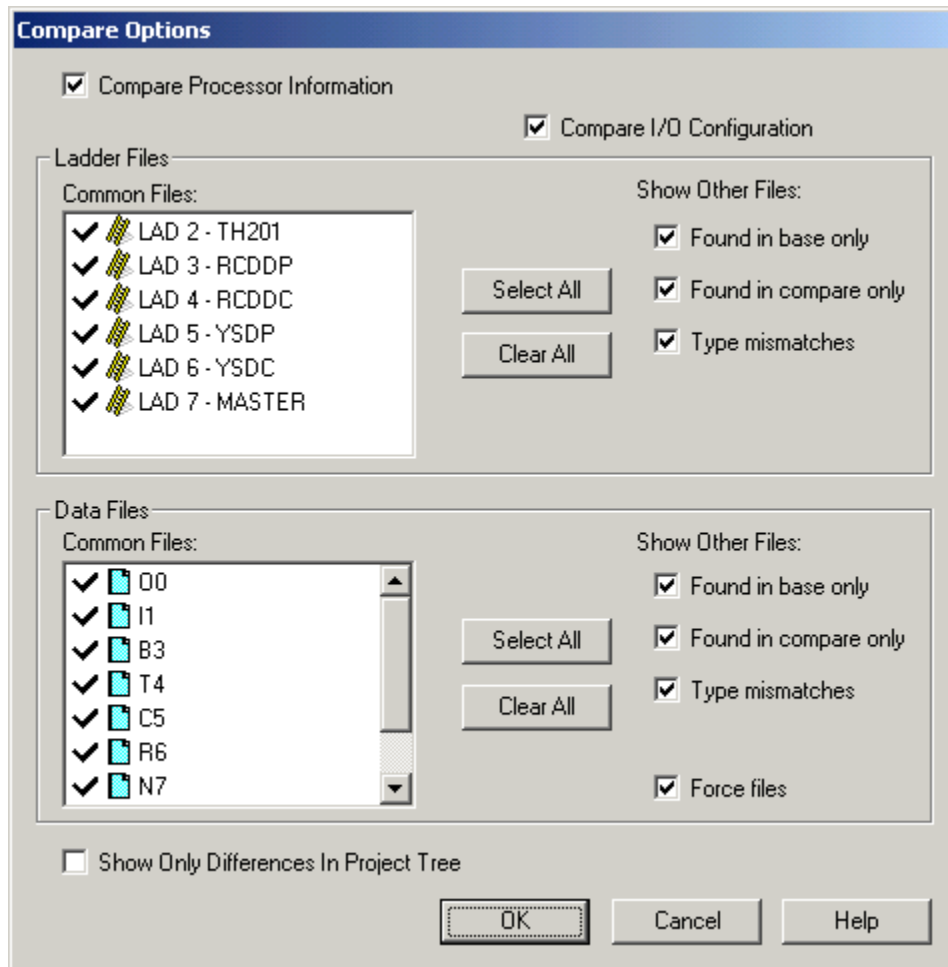 Compare Options
Compare Processor Information
Compare I/O Configuration
Ladder Files
Common Files:
LAD 2 - TH201
LAD 3 - RCDDP
LAD 4 - RCDDC
LAD 5 - YSDP
LAD 6 - YSDC
LAD 7 - MASTER
Select All
Clear All
Show Other Files:
Found in base only
Found in compare only
Type mismatches
Data Files
Common Files:
O0
I1
B3
T4
C5
R6
N7
Select All
Clear All
Show Other Files:
Found in base only
Found in compare only
Type mismatches
Force files
Show Only Differences In Project Tree
OK
Cancel
Help